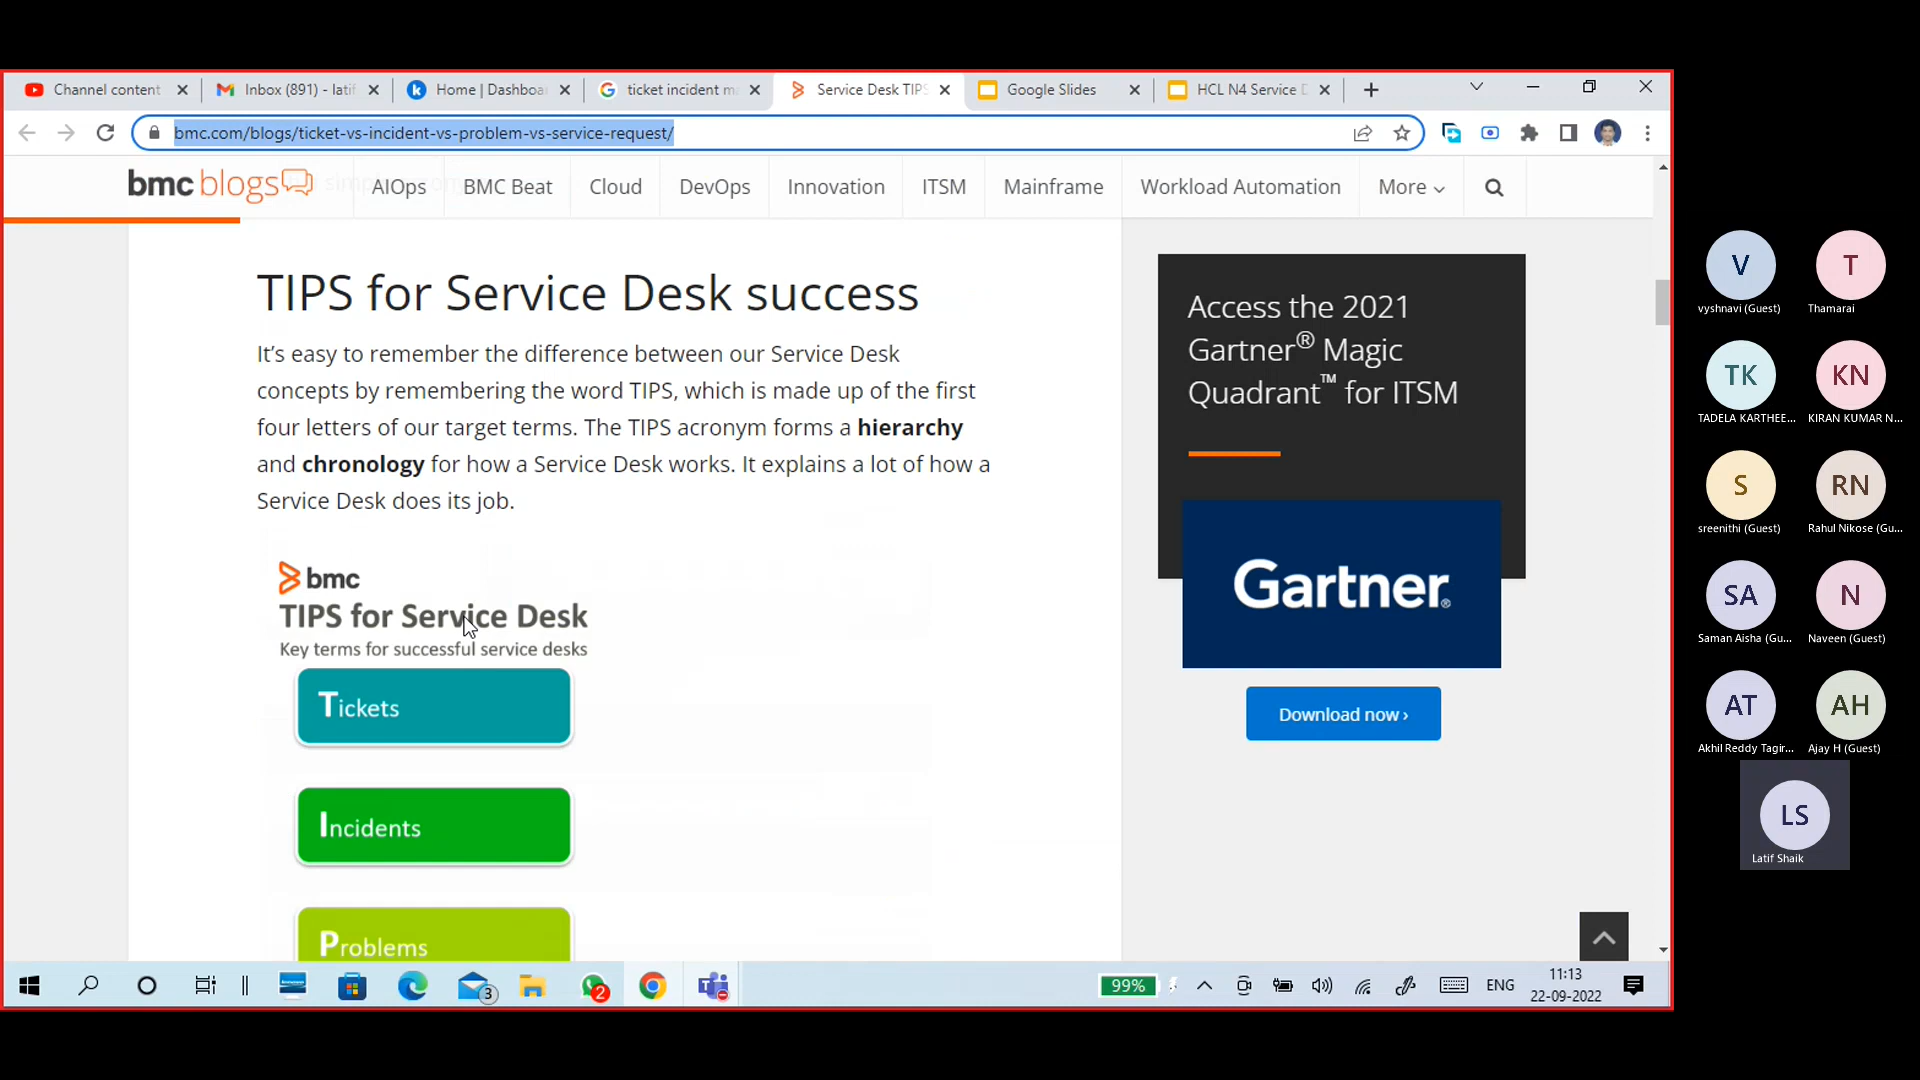 Channel content
Inbox (891) - latif
Home | Dashboa
ticket incident ma
Service Desk TIPS
Google Slides
HCL N4 Service D
bmc.com/blogs/ticket-vs-incident-vs-problem-vs-service-request/
bmc blogs
AIOps
BMC Beat
Cloud
DevOps
Innovation
ITSM
Mainframe
Workload Automation
More
TIPS for Service Desk success
It's easy to remember the difference between our Service Desk
concepts by remembering the word TIPS, which is made up of the first
four letters of our target terms. The TIPS acronym forms a hierarchy
and chronology for how a Service Desk works. It explains a lot of how a
Service Desk does its job.
bmc
TIPS for Service Desk
Key terms for successful service desks
Tickets
Incidents
Problems
Access the 2021
Gartner® Magic
Quadrant™ for ITSM
Gartner®
Download now ›
V
vyshnavi (Guest)
T
Thamarai
TK
TADELA KARTHEE...
KN
KIRAN KUMAR N...
S
sreenithi (Guest)
RN
Rahul Nikose (Gu...
SA
Saman Aisha (Gu...
N
Naveen (Guest)
AT
Akhil Reddy Tagir...
AH
Ajay H (Guest)
LS
Latif Shaik
3
2
99%
ENG
11:13
22-09-2022